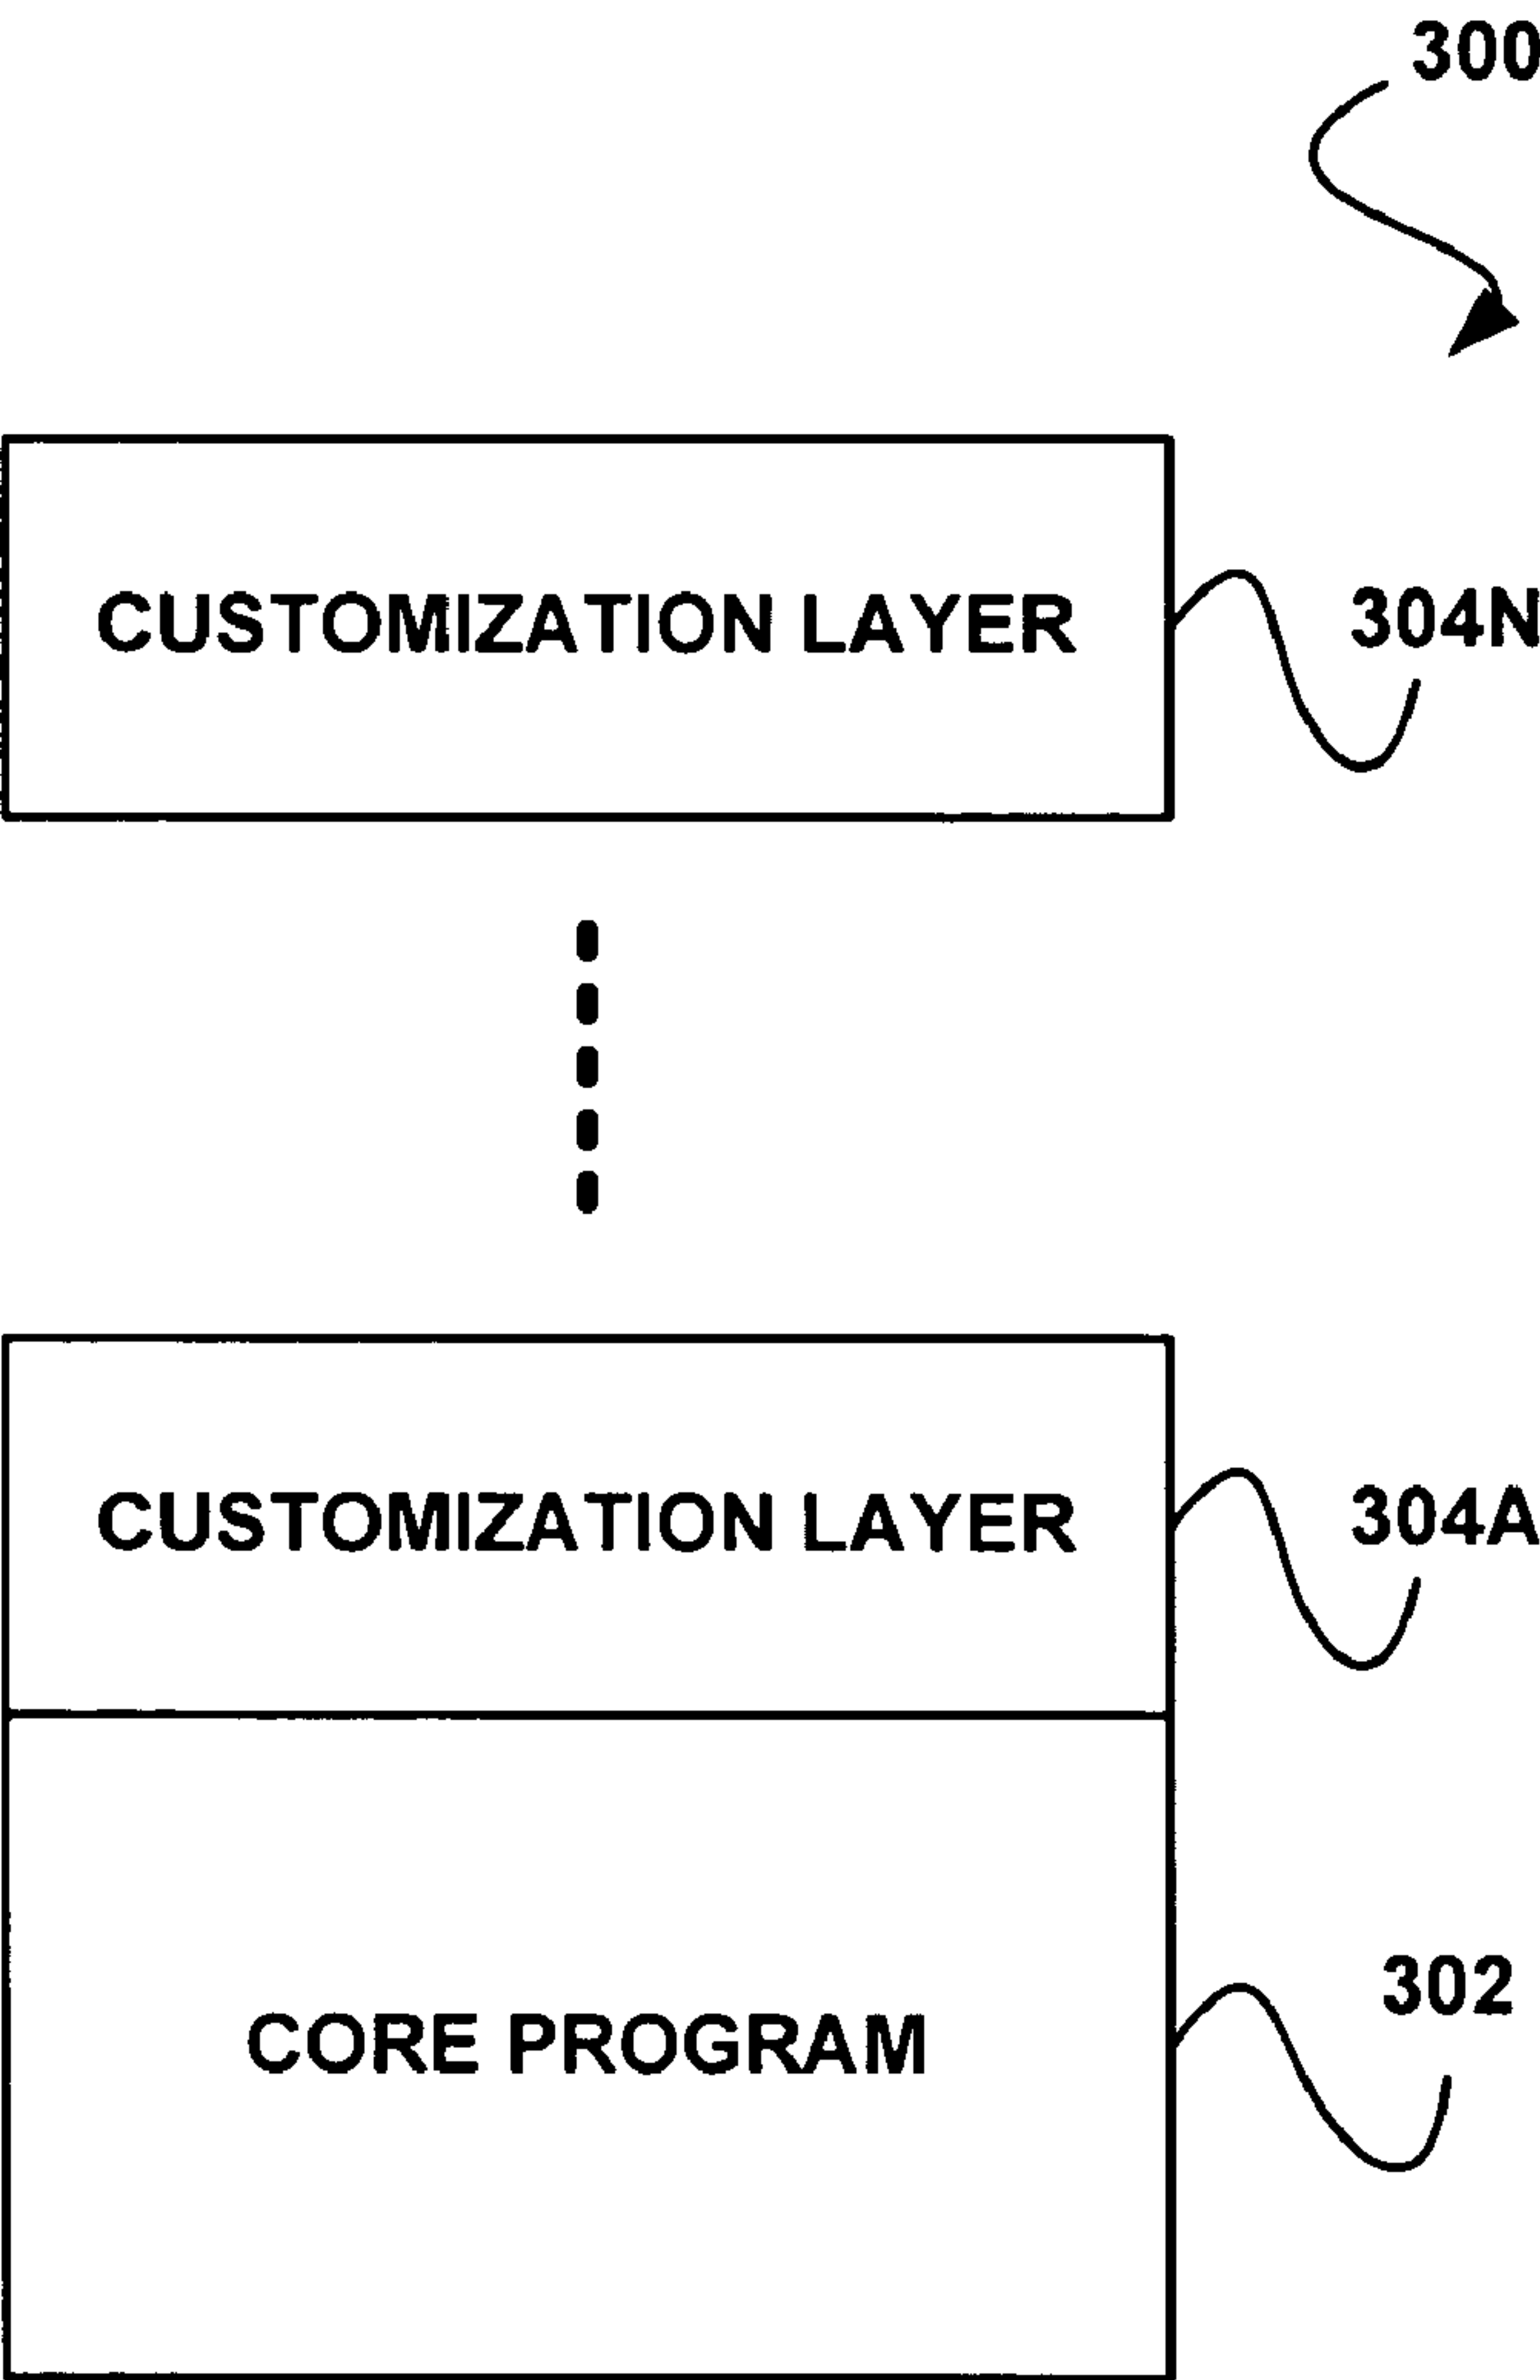 300
CUSTOMIZATION LAYER
304N
CUSTOMIZATION LAYER
304A
CORE PROGRAM
302